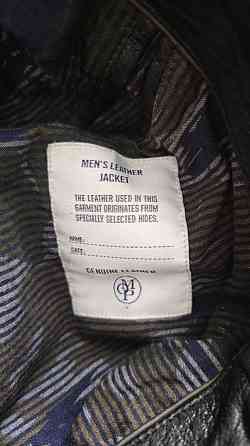 MEN'S LEATHER
JACKET
THE LEATHER USED IN THIS
GARMENT ORIGINATES FROM
SPECIALLY SELECTED HIDES.
NAME:
DATE:
GENUINE LEATHER